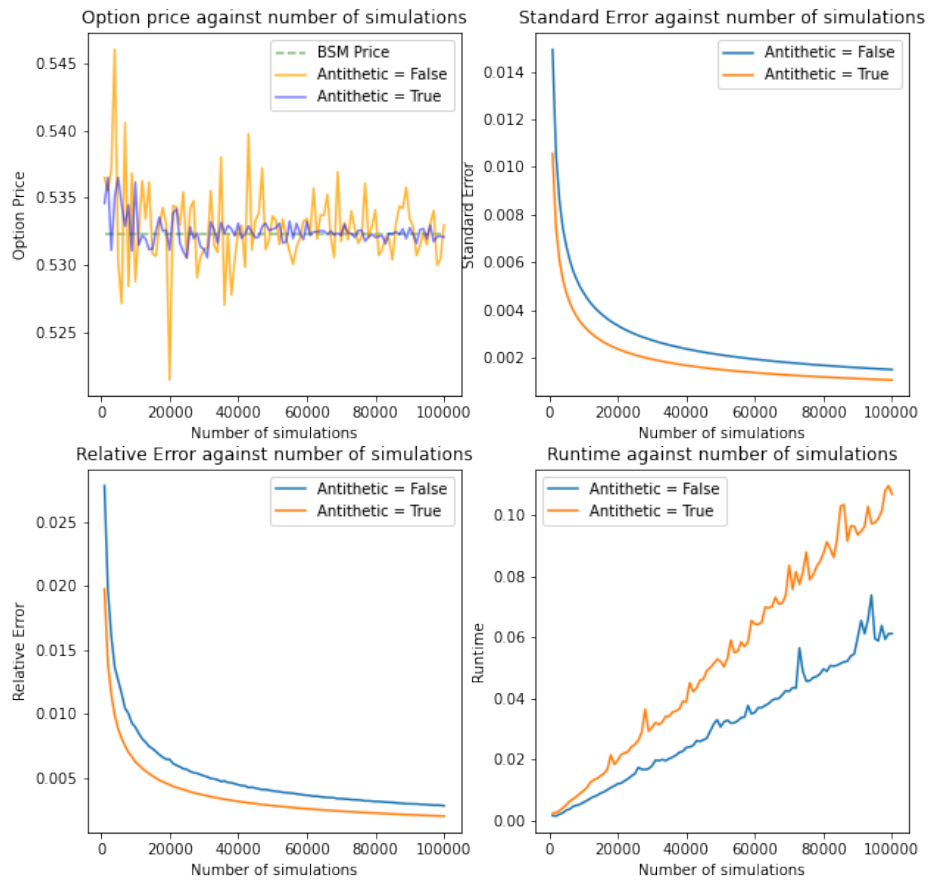 Option price against number of simulations
0.545
0.540
0.535
0.530
0.525
Option Price
BSM Price
Antithetic = False
Antithetic = True
0 20000 40000 60000 80000 100000
Number of simulations
Standard Error against number of simulations
0.014
0.012
0.010
0.008
0.006
0.004
0.002
Standard Error
Antithetic = False
Antithetic = True
0 20000 40000 60000 80000 100000
Number of simulations
Relative Error against number of simulations
0.025
0.020
0.015
0.010
0.005
Relative Error
Antithetic = False
Antithetic = True
0 20000 40000 60000 80000 100000
Number of simulations
Runtime against number of simulations
0.10
0.08
0.06
0.04
0.02
0.00
Runtime
Antithetic = False
Antithetic = True
0 20000 40000 60000 80000 100000
Number of simulations